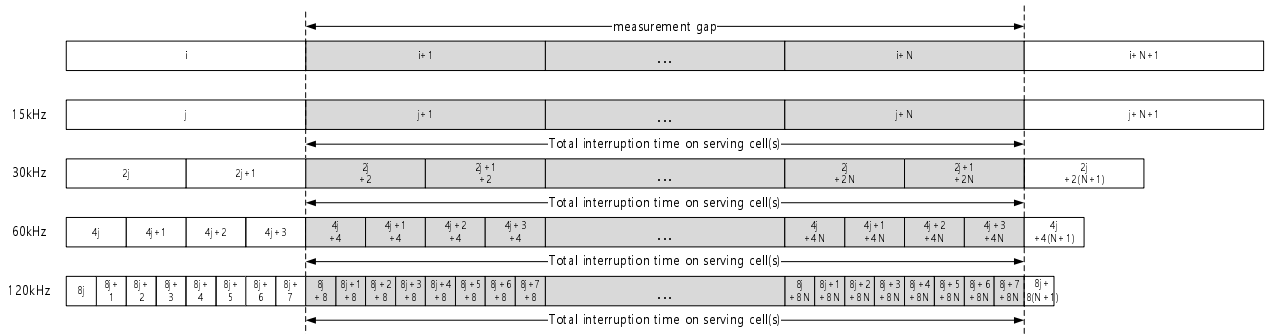 measurement gap
i i+1 ... i+N i+N+1
15kHz j j+1 ... j+N j+N+1
Total interruption time on serving cell(s)
30kHz 2j 2j+1 2j +2 2j+1 +2 ... 2j +2N 2j+1 +2N 2j +2(N+1)
Total interruption time on serving cell(s)
60kHz 4j 4j+1 4j+2 4j+3 4j +4 4j+1 +4 4j+2 +4 4j+3 +4 ... 4j +4N 4j+1 +4N 4j+2 +4N 4j+3 +4N 4j +4(N+1)
Total interruption time on serving cell(s)
120kHz 8j 8j+ 1 8j+ 2 8j+ 3 8j+ 4 8j+ 5 8j+ 6 8j+ 7 8j +8 8j+1 +8 8j+2 +8 8j+3 +8 8j+4 +8 8j+5 +8 8j+6 +8 8j+7 +8 ... 8j +8N 8j+1 +8N 8j+2 +8N 8j+3 +8N 8j+4 +8N 8j+5 +8N 8j+6 +8N 8j+7 +8N 8j+ 8(N+1)
Total interruption time on serving cell(s)